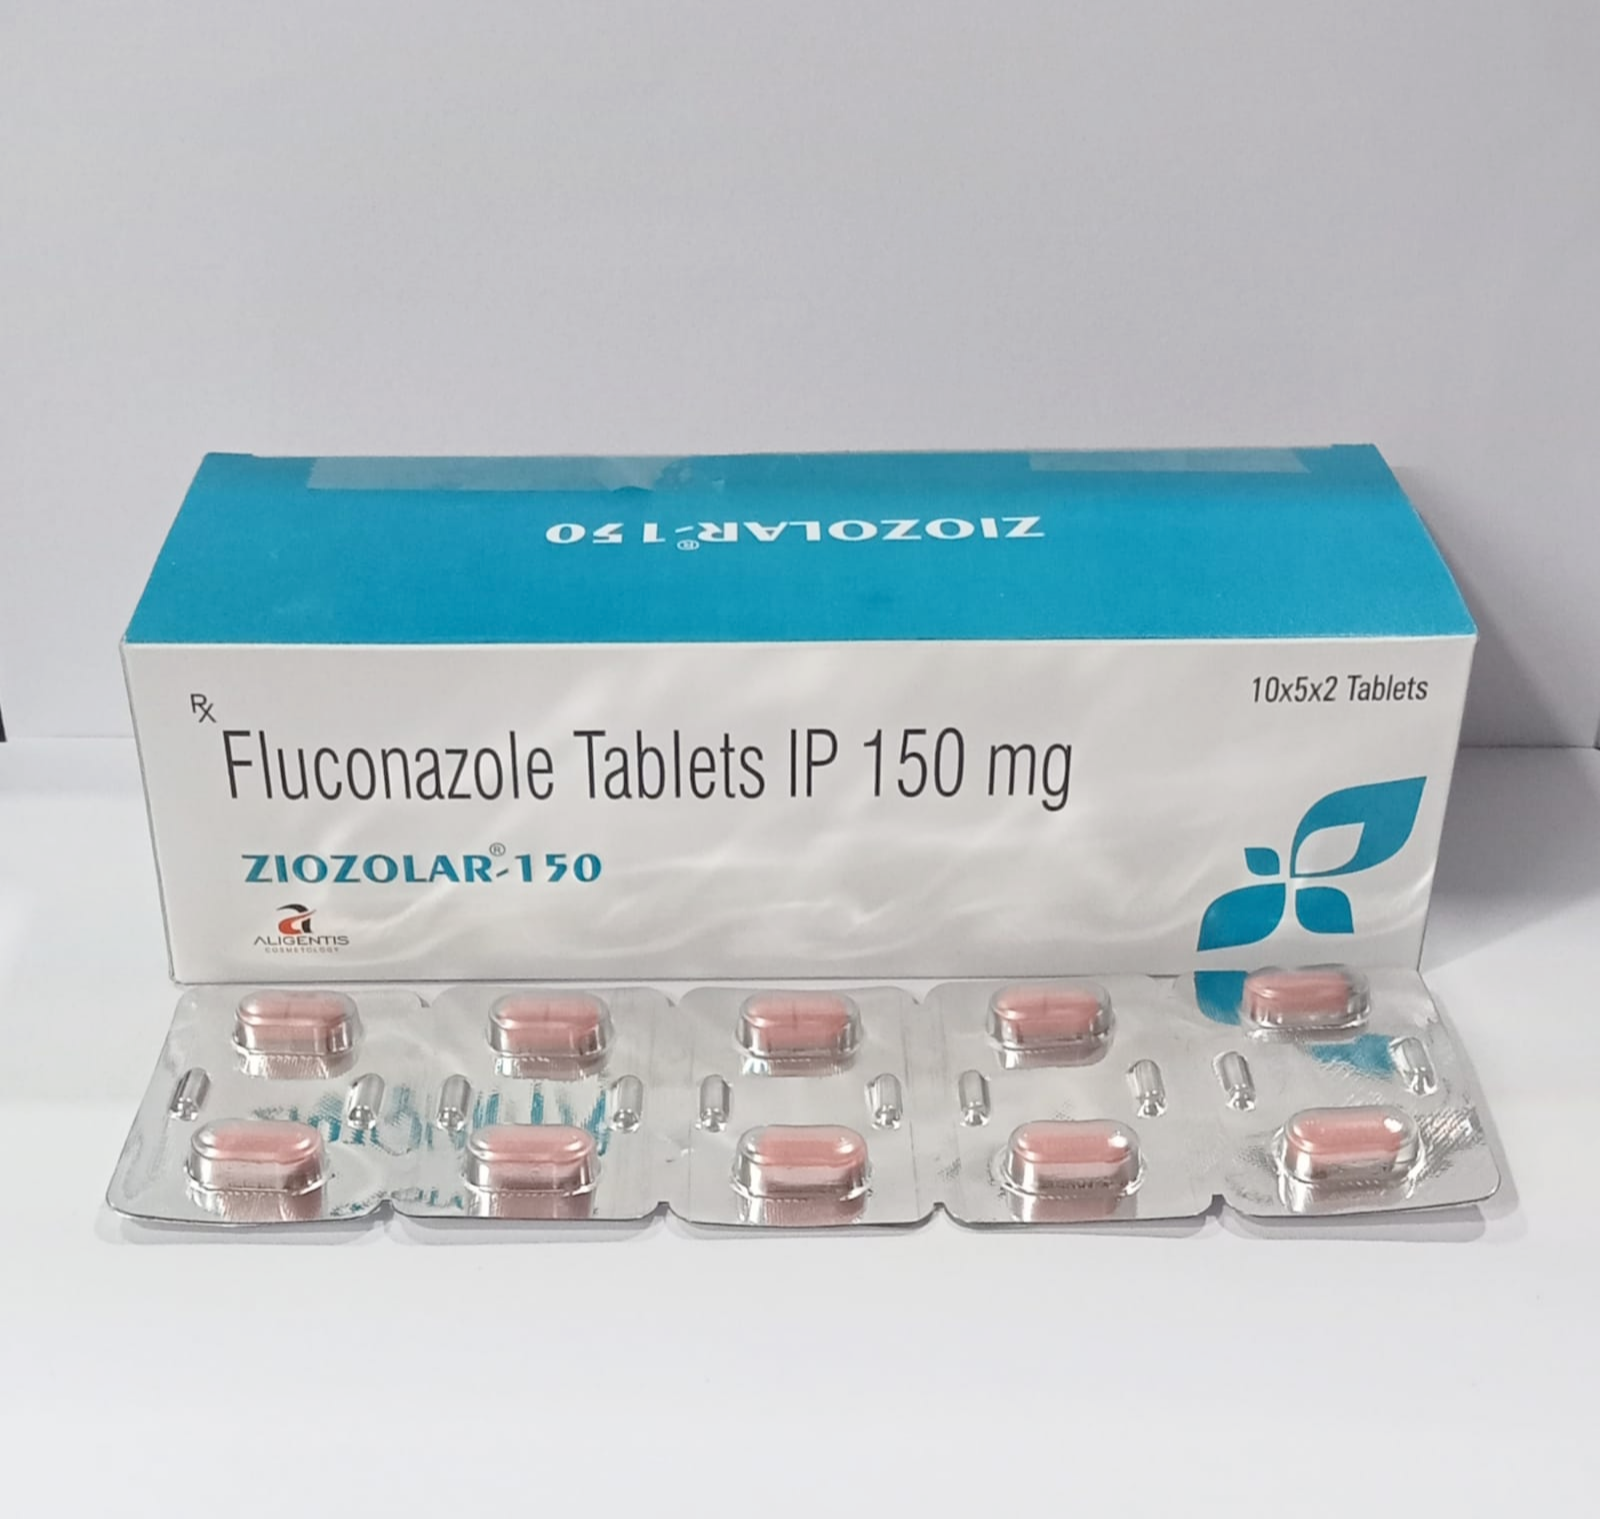 ZIOZOLAR®-150
Rx
10x5x2 Tablets
Fluconazole Tablets IP 150 mg
ZIOZOLAR®-150
ALIGENTIS
COSMETOLOGY